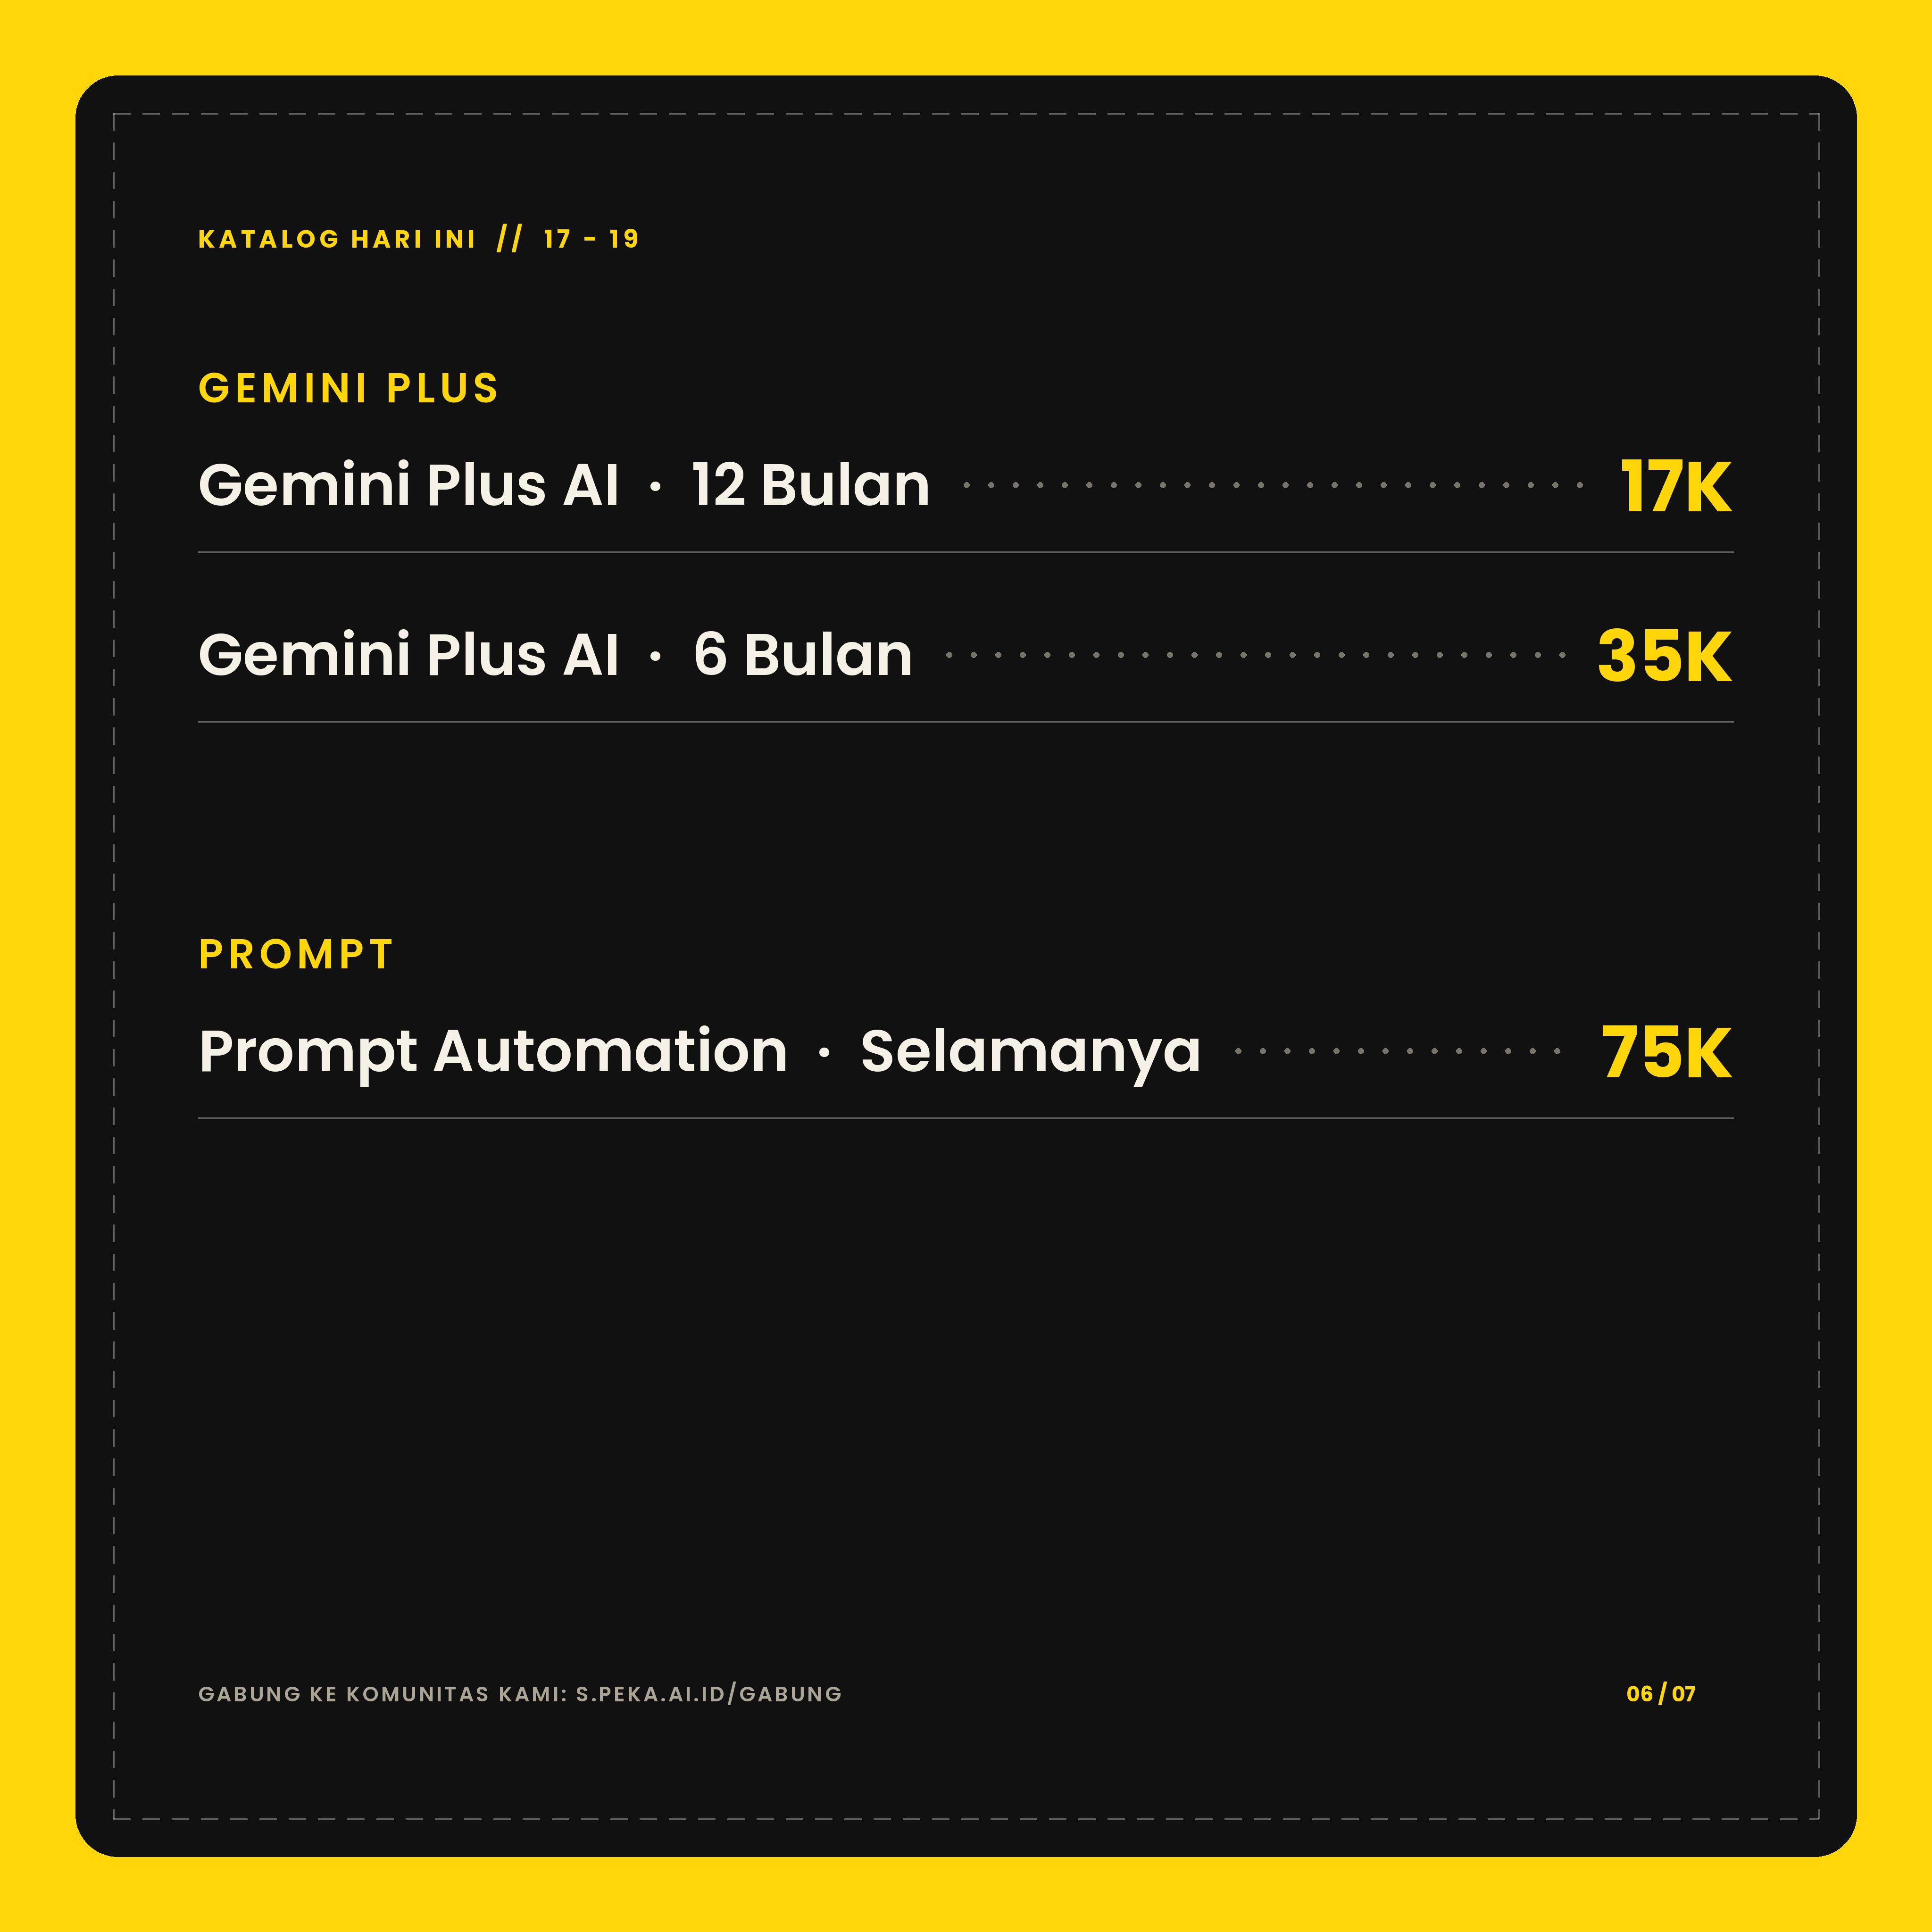 KATALOG HARI INI // 17 - 19
GEMINI PLUS
Gemini Plus AI · 12 Bulan 17K
Gemini Plus AI · 6 Bulan 35K
PROMPT
Prompt Automation · Selamanya 75K
GABUNG KE KOMUNITAS KAMI: S.PEKA.AI.ID/GABUNG 06 / 07